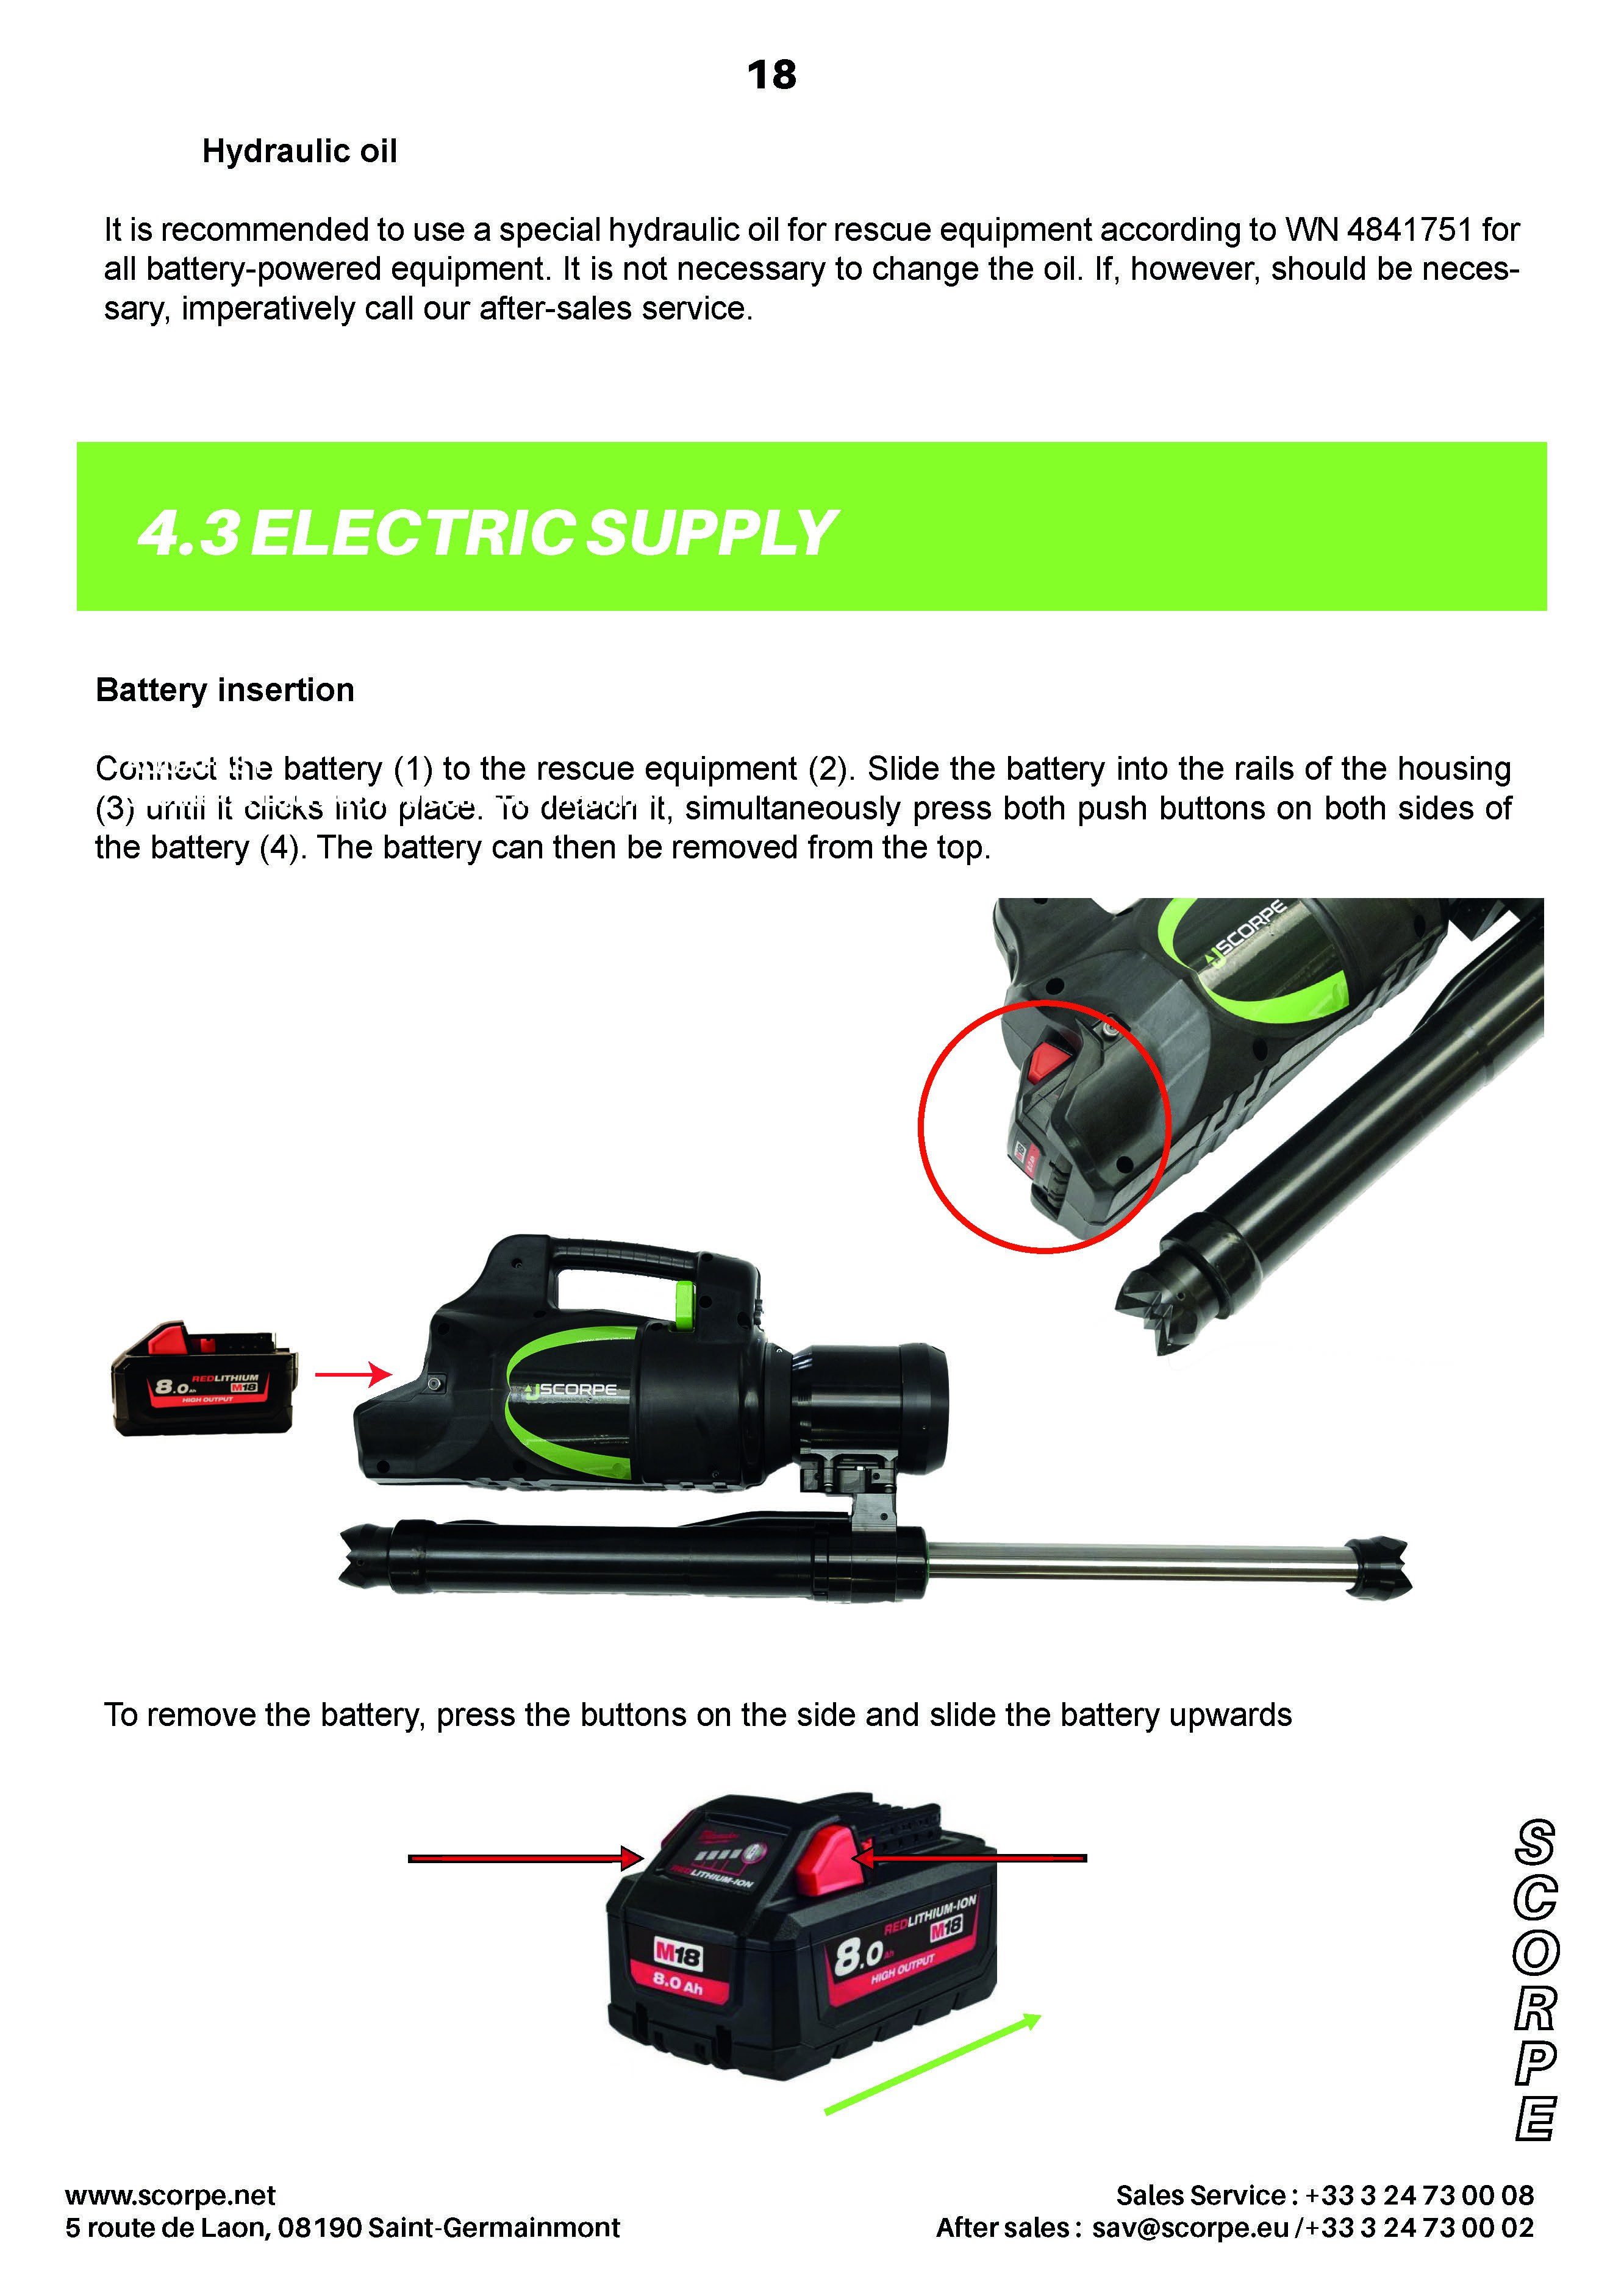 18
Hydraulic oil
It is recommended to use a special hydraulic oil for rescue equipment according to WN 4841751 for
all battery-powered equipment. It is not necessary to change the oil. If, however, should be neces-
sary, imperatively call our after-sales service.
4.3 ELECTRIC SUPPLY
Battery insertion
Connect the battery (1) to the rescue equipment (2). Slide the battery into the rails of the housing
(3) until it clicks into place. To detach it, simultaneously press both push buttons on both sides of
the battery (4). The battery can then be removed from the top.
SCORPE
8.0 Ah
REDLITHIUM
M18
HIGH OUTPUT
SCORPE
To remove the battery, press the buttons on the side and slide the battery upwards
Milwaukee
REDLITHIUM-ION
M18
8.0 Ah
REDLITHIUM-ION
8.0 Ah
M18
HIGH OUTPUT
SCORPE
www.scorpe.net
5 route de Laon, 08190 Saint-Germainmont
Sales Service : +33 3 24 73 00 08
After sales : sav@scorpe.eu /+33 3 24 73 00 02